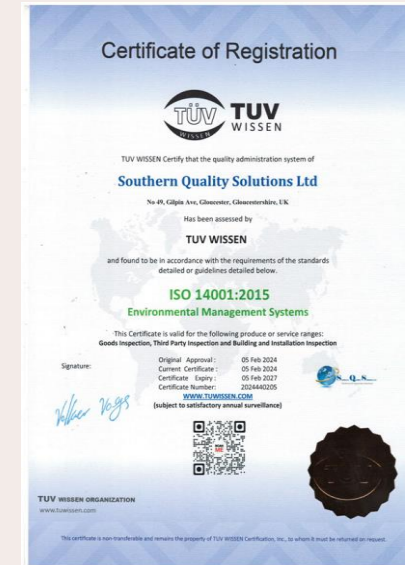 Certificate of Registration
TÜV
WISSEN
TUV
WISSEN
TUV WISSEN Certify that the quality administration system of
Southern Quality Solutions Ltd
No 49, Gilpin Ave, Gloucester, Gloucestershire, UK
Has been assessed by
TUV WISSEN
and found to be in accordance with the requirements of the standards
detailed or guidelines detailed below.
ISO 14001:2015
Environmental Management Systems
This Certificate is valid for the following produce or service ranges:
Goods Inspection, Third Party Inspection and Building and Installation Inspection
Signature:
Original Approval : 05 Feb 2024
Current Certificate : 05 Feb 2024
Certificate Expiry : 05 Feb 2027
Certificate Number: 2024440205
WWW.TUWISSEN.COM
(subject to satisfactory annual surveillance)
TUV WISSEN ORGANIZATION
www.tuwissen.com
TÜV
This certificate is non-transferable and remains the property of TUV WISSEN Certification, Inc., to whom it must be returned on request.